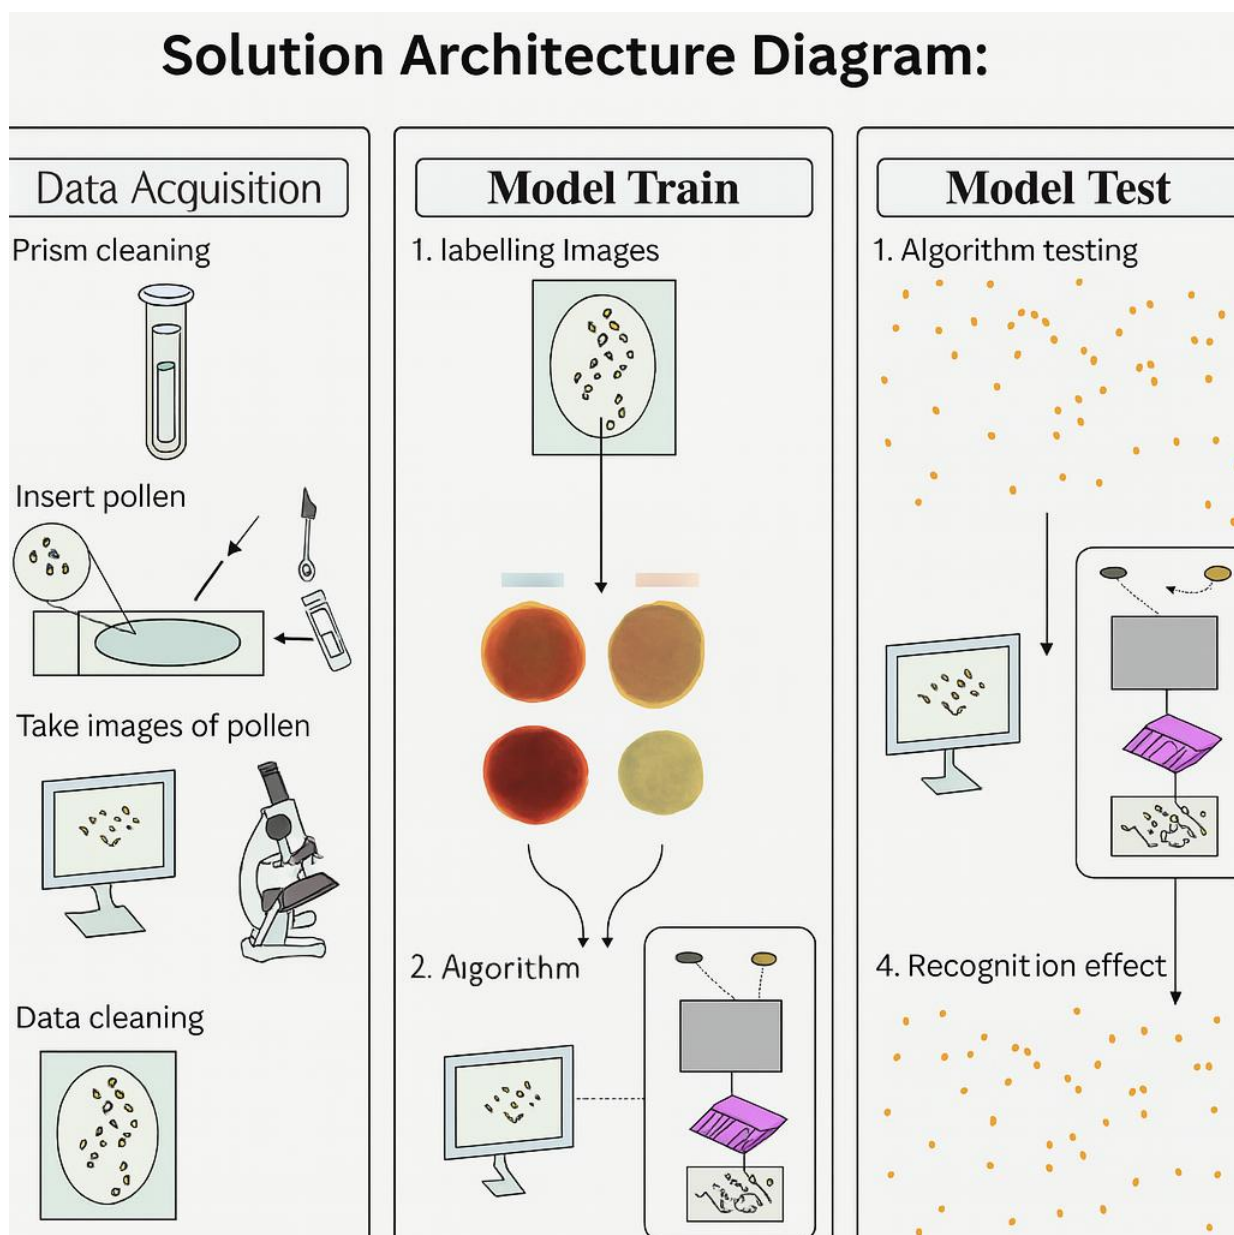 Solution Architecture Diagram:
Data Acquisition
Prism cleaning
Insert pollen
Take images of pollen
Data cleaning
Model Train
1. labelling Images
2. Algorithm
Model Test
1. Algorithm testing
4. Recognition effect